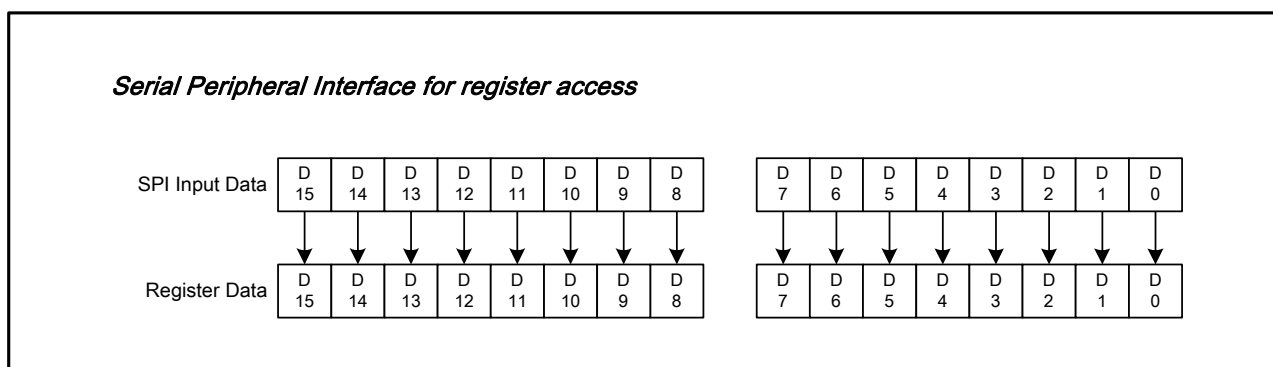 Serial Peripheral Interface for register access
SPI Input Data D 15 D 14 D 13 D 12 D 11 D 10 D 9 D 8 D 7 D 6 D 5 D 4 D 3 D 2 D 1 D 0
Register Data D 15 D 14 D 13 D 12 D 11 D 10 D 9 D 8 D 7 D 6 D 5 D 4 D 3 D 2 D 1 D 0